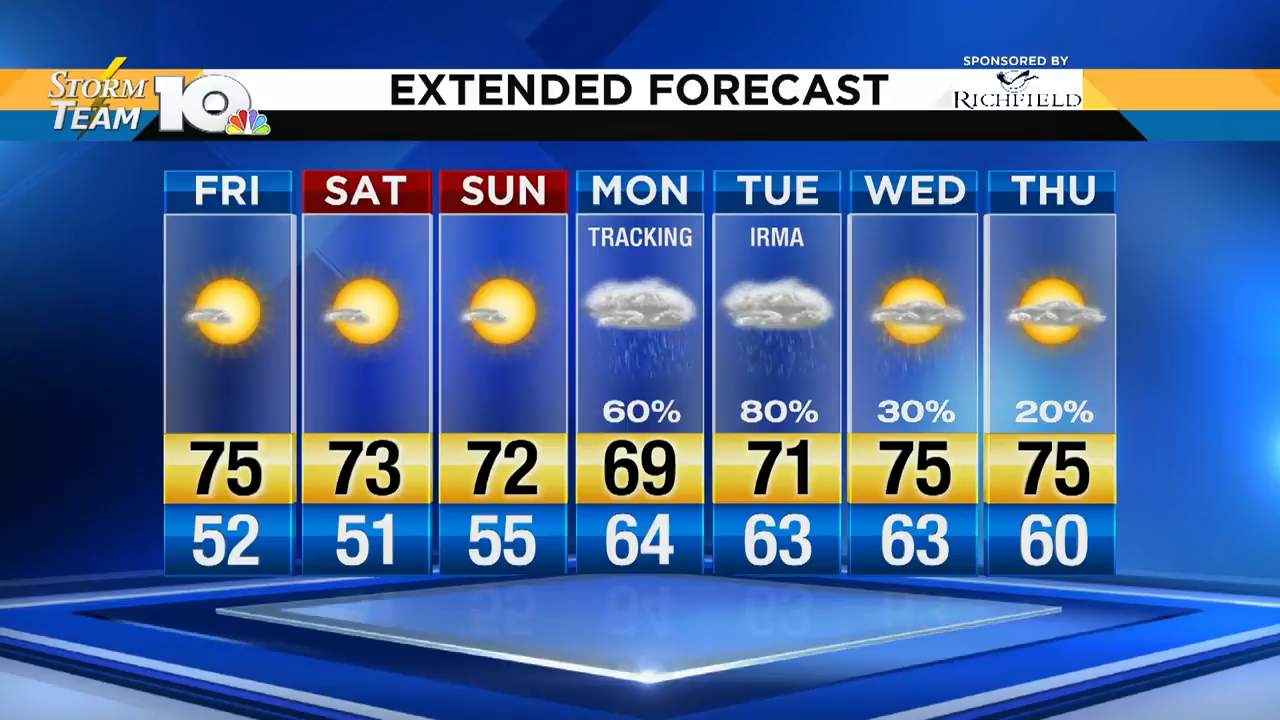 STORM
TEAM
10
EXTENDED FORECAST
SPONSORED BY
RICHFIELD
FRI SAT SUN MON TUE WED THU
TRACKING IRMA
60% 80% 30% 20%
75 73 72 69 71 75 75
52 51 55 64 63 63 60